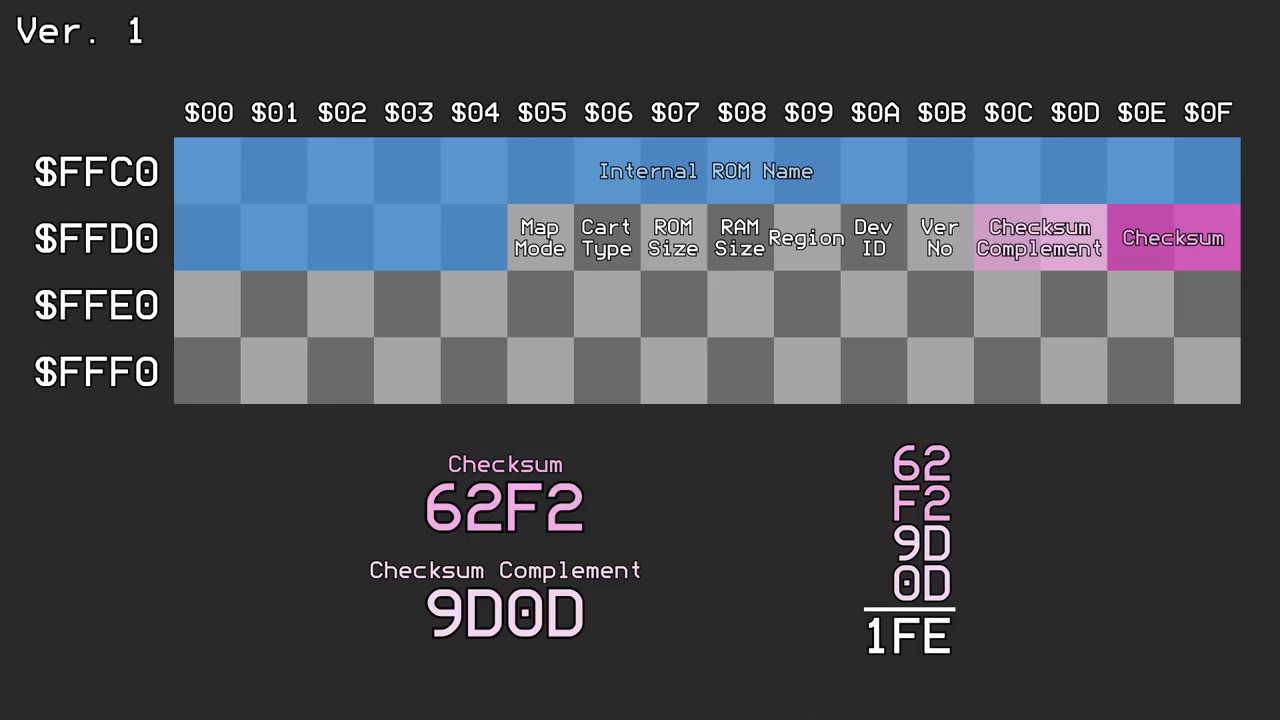 Ver. 1
$00 $01 $02 $03 $04 $05 $06 $07 $08 $09 $0A $0B $0C $0D $0E $0F
$FFC0 Internal ROM Name
$FFD0 Map Mode Cart Type ROM Size RAM Size Region Dev ID Ver No Checksum Complement Checksum
$FFE0
$FFF0
Checksum
62F2
Checksum Complement
9D0D
62
F2
9D
0D
1FE